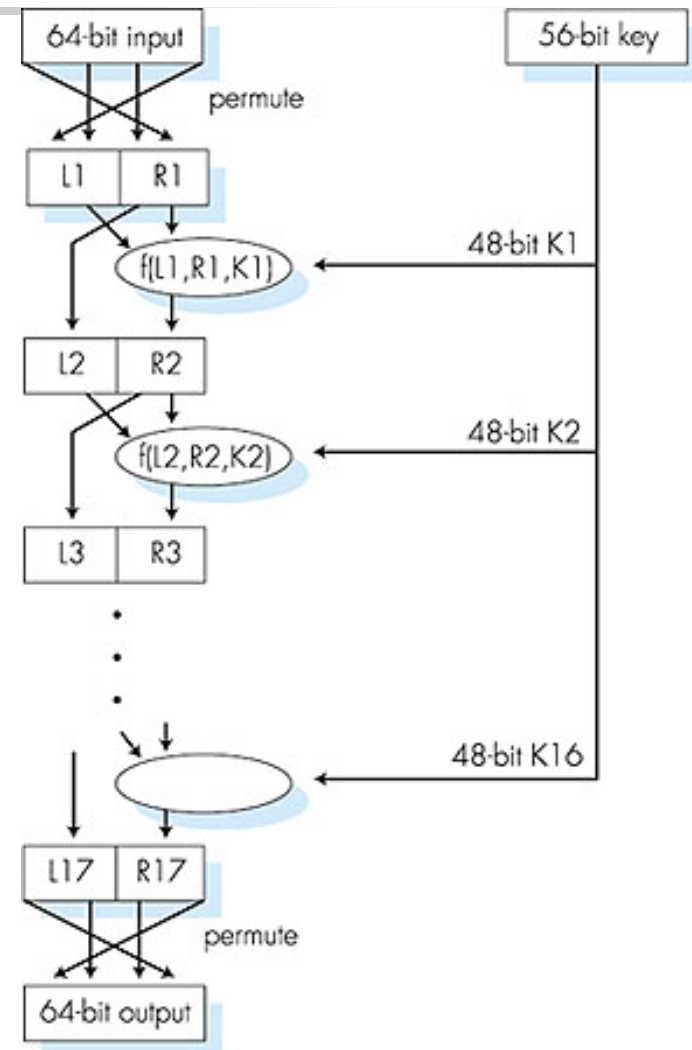 64-bit input
56-bit key
permute
L1 R1
48-bit K1
f(L1,R1,K1)
L2 R2
48-bit K2
f(L2,R2,K2)
L3 R3
48-bit K16
L17 R17
permute
64-bit output